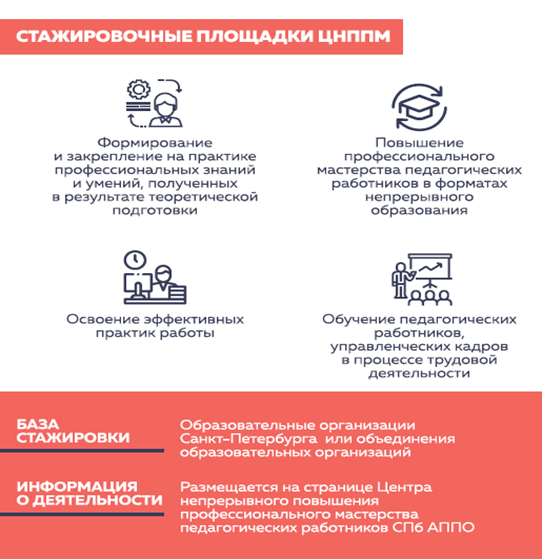 СТАЖИРОВОЧНЫЕ ПЛОЩАДКИ ЦНППМ
Формирование
и закрепление на практике
профессиональных знаний
и умений, полученных
в результате теоретической
подготовки
Повышение
профессионального
мастерства педагогических
работников в форматах
непрерывного
образования
Освоение эффективных
практик работы
Обучение педагогических
работников,
управленческих кадров
в процессе трудовой
деятельности
БАЗА
СТАЖИРОВКИ
Образовательные организации
Санкт-Петербурга или объединения
образовательных организаций
ИНФОРМАЦИЯ
О ДЕЯТЕЛЬНОСТИ
Размещается на странице Центра
непрерывного повышения
профессионального мастерства
педагогических работников СПб АППО